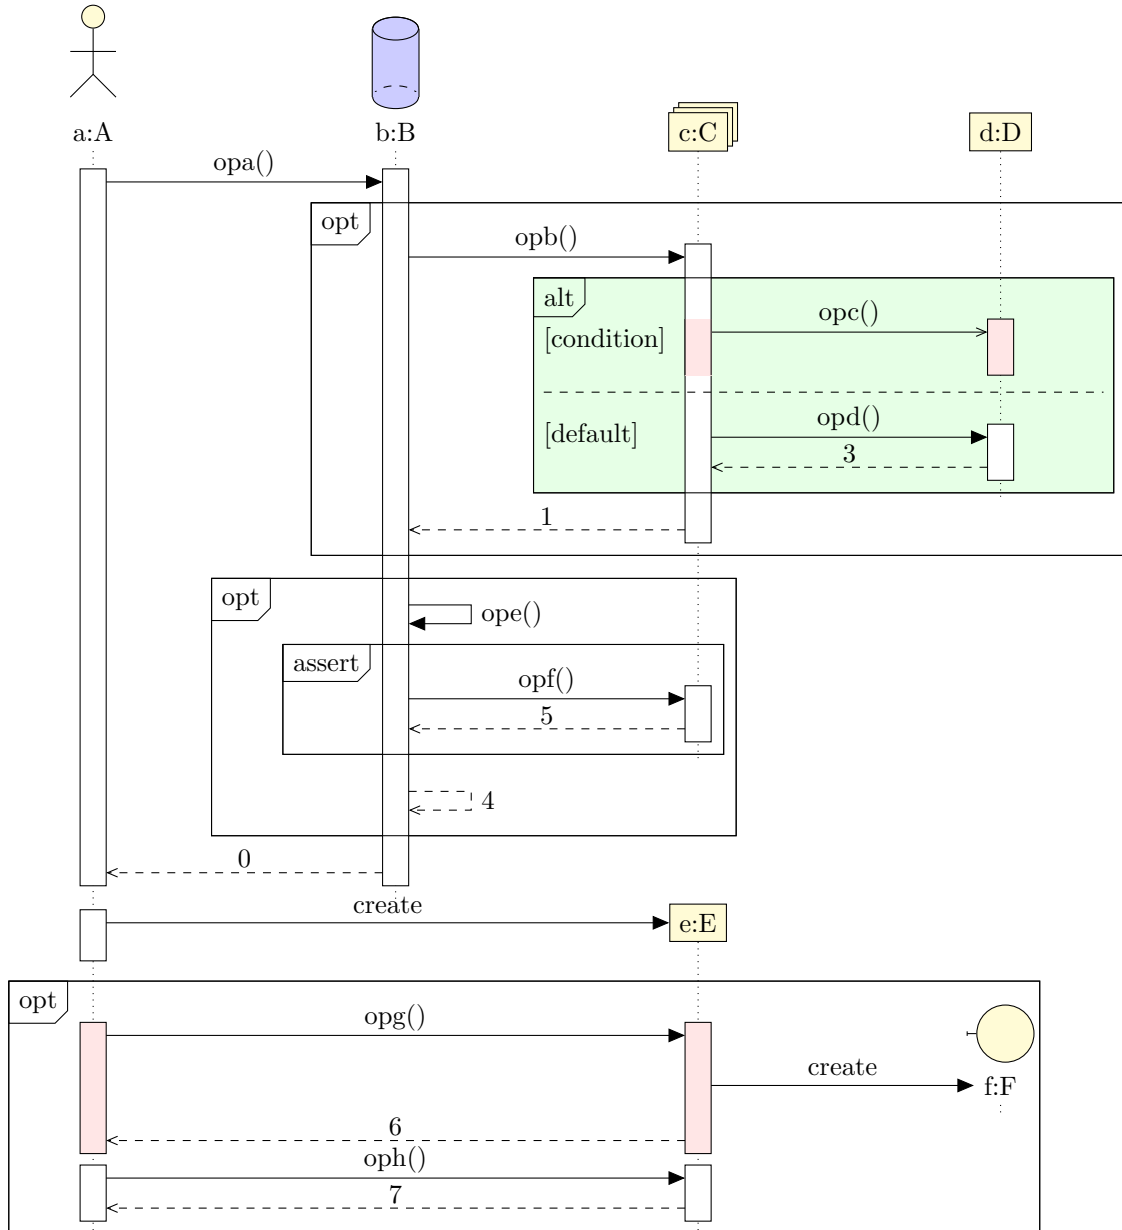 a:A
b:B
c:C
d:D
opa()
opt
opb()
alt
opc()
[condition]
opd()
[default]
3
1
opt
ope()
assert
opf()
5
4
0
create
e:E
opt
opg()
create
f:F
6
oph()
7